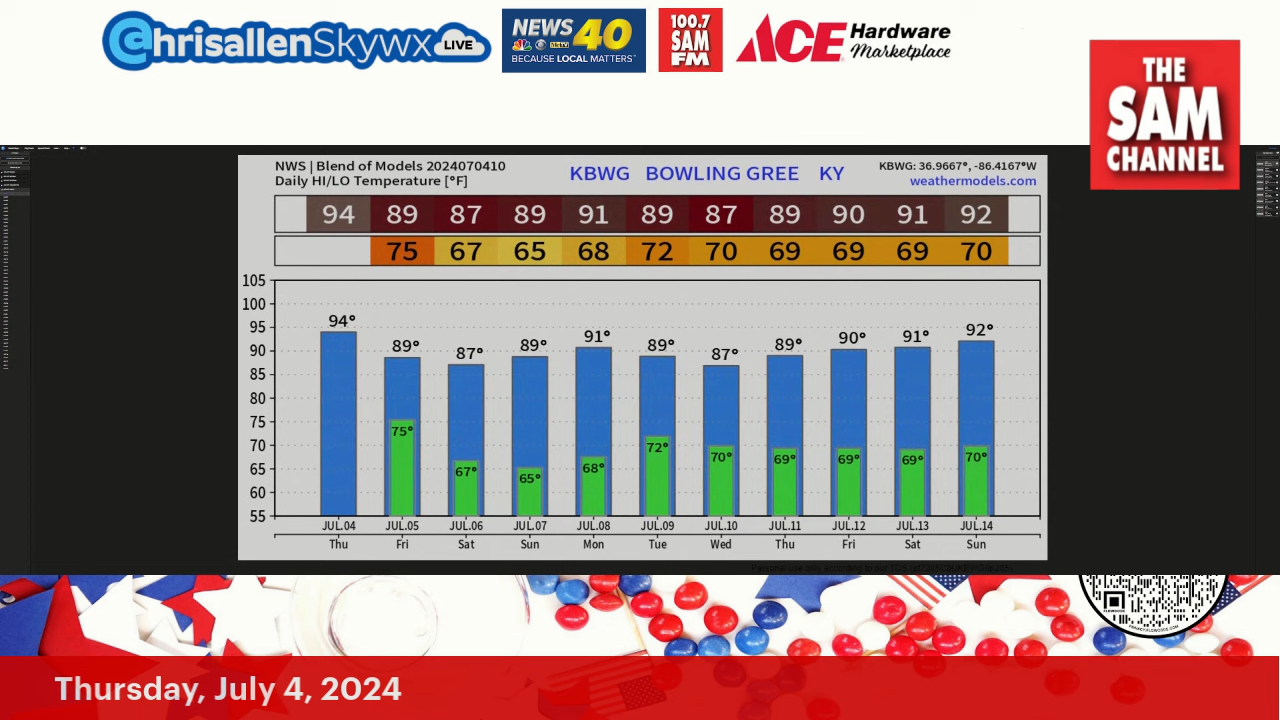 @hrisallenSkywx LIVE
NEWS 40
BECAUSE LOCAL MATTERS
100.7
SAM
FM
ACE Hardware
Marketplace
THE
SAM
CHANNEL
NWS | Blend of Models 2024070410
Daily HI/LO Temperature [°F]
KBWG BOWLING GREE KY
KBWG: 36.9667°, -86.4167°W
weathermodels.com
94 89 87 89 91 89 87 89 90 91 92
75 67 65 68 72 70 69 69 69 70
105
100
95
90
85
80
75
70
65
60
55
94° 89° 87° 89° 91° 89° 87° 89° 90° 91° 92°
75° 67° 65° 68° 72° 70° 69° 69° 69° 70°
JUL.04 JUL.05 JUL.06 JUL.07 JUL.08 JUL.09 JUL.10 JUL.11 JUL.12 JUL.13 JUL.14
Thu Fri Sat Sun Mon Tue Wed Thu Fri Sat Sun
Thursday, July 4, 2024